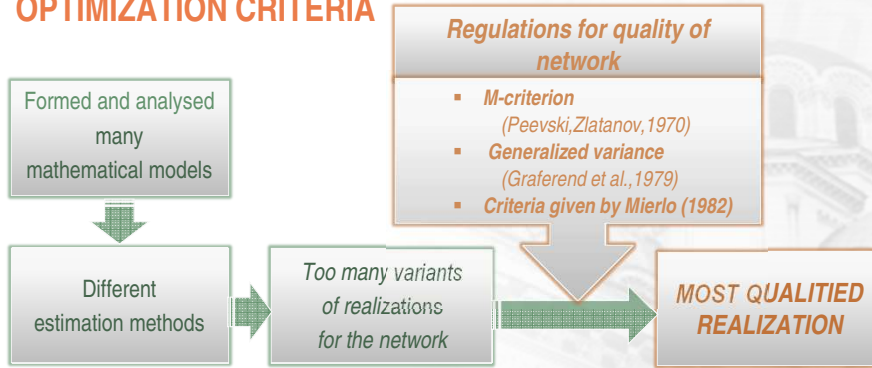 OPTIMIZATION CRITERIA
Regulations for quality of
network
▪ M-criterion
(Peevski,Zlatanov,1970)
▪ Generalized variance
(Graferend et al.,1979)
▪ Criteria given by Mierlo (1982)
Formed and analysed
many
mathematical models
Different
estimation methods
Too many variants
of realizations
for the network
MOST QUALITIED
REALIZATION